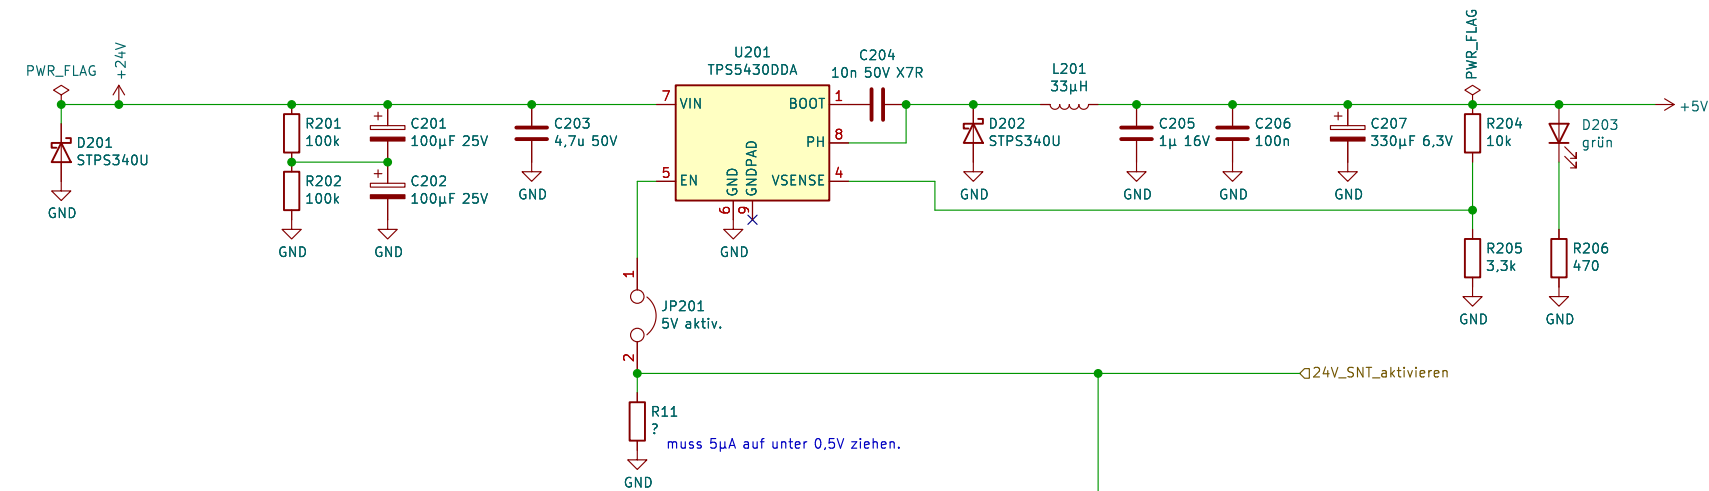 PWR_FLAG
+24V
D201
STPS340U
GND
R201
100k
R202
100k
GND
C201
100µF 25V
C202
100µF 25V
GND
C203
4,7u 50V
GND
U201
TPS5430DDA
7
VIN
BOOT
1
PH
8
5
EN
VSENSE
4
GND
GNDPAD
6
9
GND
C204
10n 50V X7R
D202
STPS340U
GND
L201
33µH
C205
1µ 16V
GND
C206
100n
GND
C207
330µF 6,3V
GND
PWR_FLAG
R204
10k
R205
3,3k
GND
D203
grün
R206
470
GND
+5V
1
JP201
5V aktiv.
2
24V_SNT_aktivieren
R11
?
muss 5µA auf unter 0,5V ziehen.
GND